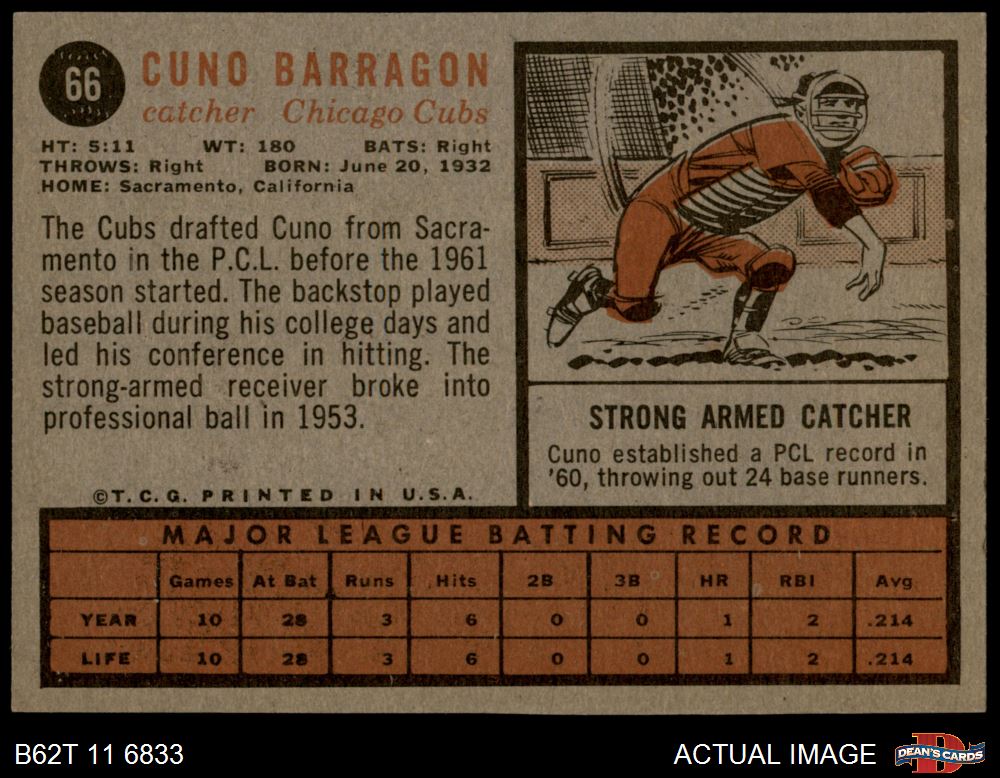 66
CUNO BARRAGON
catcher Chicago Cubs
HT: 5:11 WT: 180 BATS: Right
THROWS: Right BORN: June 20, 1932
HOME: Sacramento, California
The Cubs drafted Cuno from Sacra-
mento in the P.C.L. before the 1961
season started. The backstop played
baseball during his college days and
led his conference in hitting. The
strong-armed receiver broke into
professional ball in 1953.
©T.C.G. PRINTED IN U.S.A.
STRONG ARMED CATCHER
Cuno established a PCL record in
'60, throwing out 24 base runners.
MAJOR LEAGUE BATTING RECORD
Games At Bat Runs Hits 2B 3B HR RBI Avg.
YEAR 10 28 3 6 0 0 1 2 .214
LIFE 10 28 3 6 0 0 1 2 .214
B62T 11 6833
ACTUAL IMAGE
D
DEAN'S CARDS